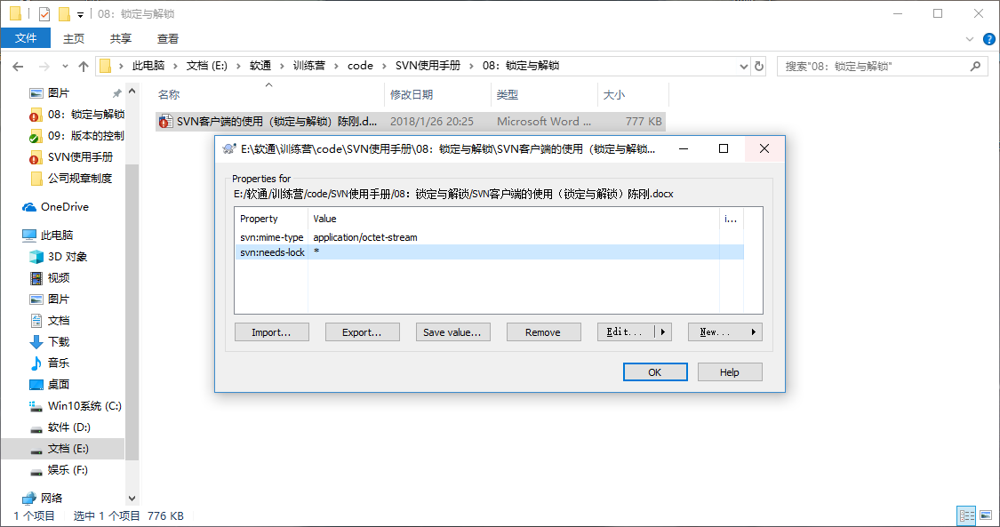 08：锁定与解锁
文件 主页 共享 查看
此电脑 › 文档 (E:) › 软通 › 训练营 › code › SVN使用手册 › 08：锁定与解锁
搜索"08：锁定与解锁"
图片
08：锁定与解锁
09：版本的控制
SVN使用手册
公司规章制度
OneDrive
此电脑
3D 对象
视频
图片
文档
下载
音乐
桌面
Win10系统 (C:)
软件 (D:)
文档 (E:)
娱乐 (F:)
网络
名称 修改日期 类型 大小
SVN客户端的使用（锁定与解锁）陈刚.d... 2018/1/26 20:25 Microsoft Word ... 777 KB
E:\软通\训练营\code\SVN使用手册\08：锁定与解锁\SVN客户端的使用（锁定与解锁...
Properties for
E:/软通/训练营/code/SVN使用手册/08：锁定与解锁/SVN客户端的使用（锁定与解锁）陈刚.docx
Property Value i...
svn:mime-type application/octet-stream
svn:needs-lock *
Import... Export... Save value... Remove Edit... New...
OK Help
1 个项目 选中 1 个项目 776 KB